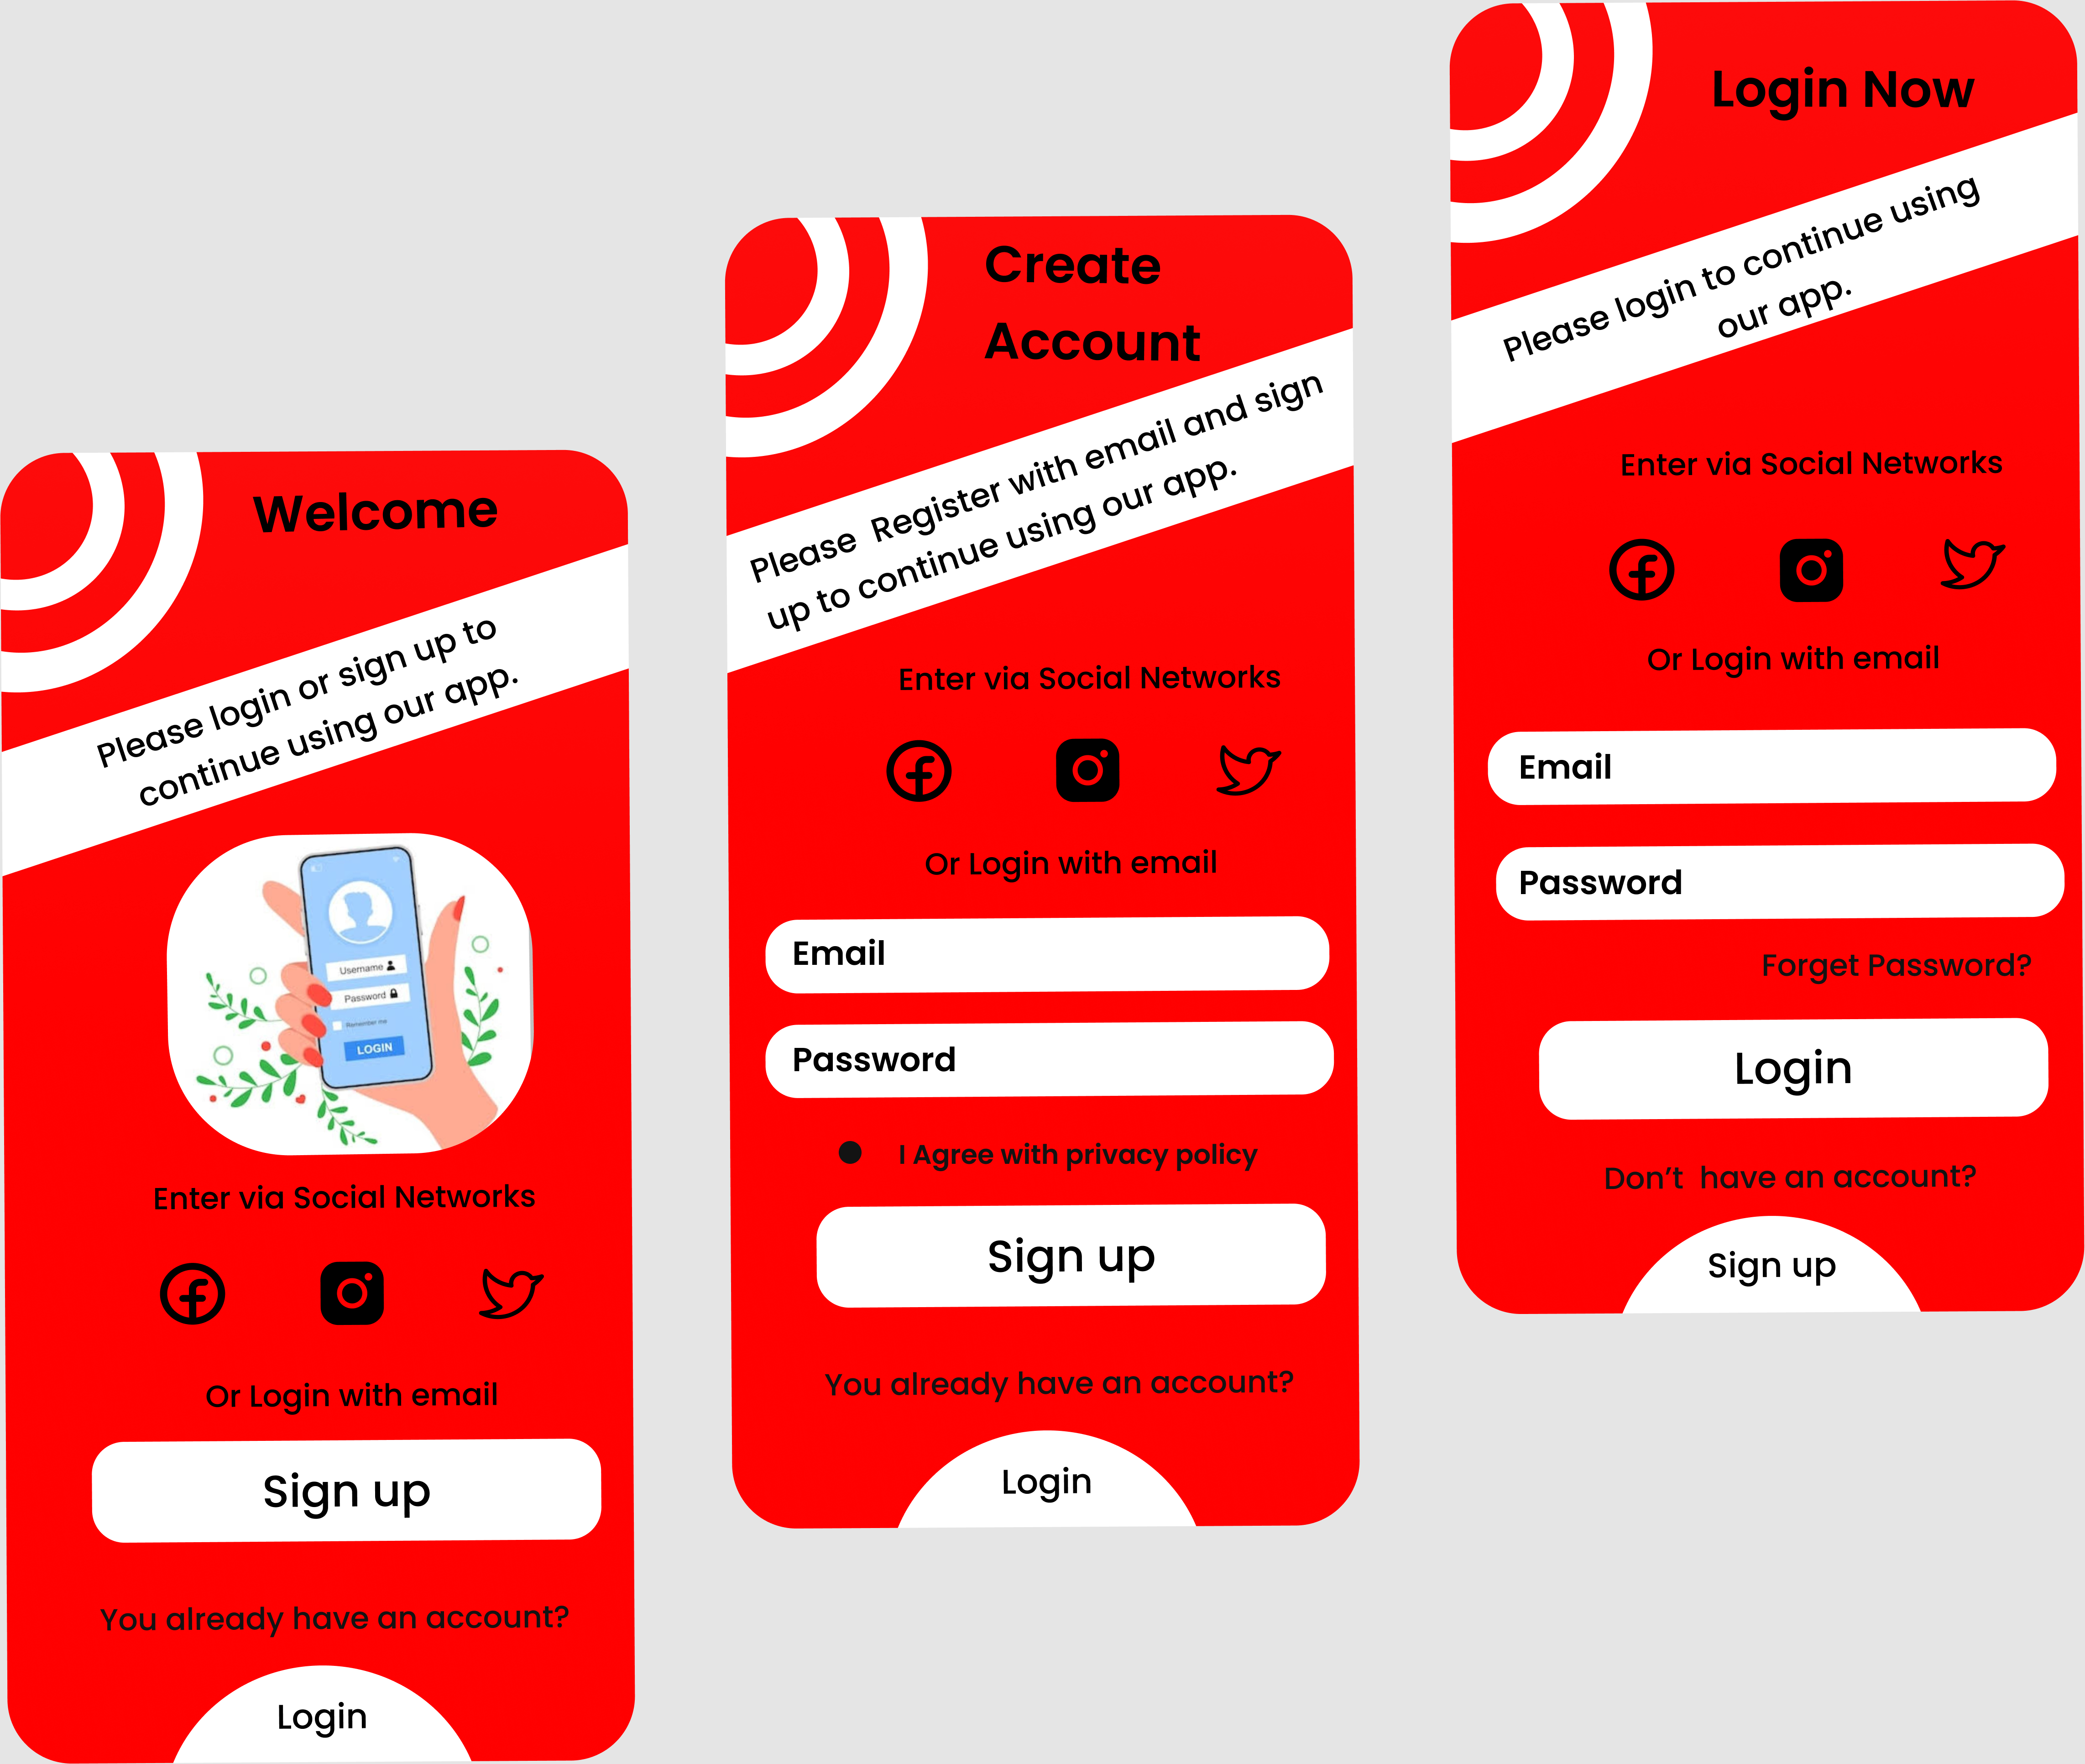 Welcome
Please login or sign up to
continue using our app.
Username
Password
Remember me
LOGIN
Enter via Social Networks
Or Login with email
Sign up
You already have an account?
Login
Create
Account
Please  Register with email and sign
up to continue using our app.
Enter via Social Networks
Or Login with email
Email
Password
I Agree with privacy policy
Sign up
You already have an account?
Login
Login Now
Please login to continue using
our app.
Enter via Social Networks
Or Login with email
Email
Password
Forget Password?
Login
Don’t  have an account?
Sign up